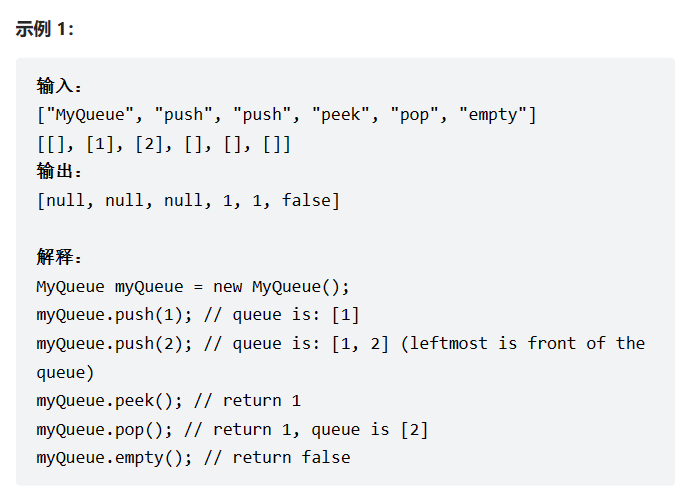 示例 1：
输入：
["MyQueue", "push", "push", "peek", "pop", "empty"]
[[], [1], [2], [], [], []]
输出：
[null, null, null, 1, 1, false]
解释：
MyQueue myQueue = new MyQueue();
myQueue.push(1); // queue is: [1]
myQueue.push(2); // queue is: [1, 2] (leftmost is front of the
queue)
myQueue.peek(); // return 1
myQueue.pop(); // return 1, queue is [2]
myQueue.empty(); // return false